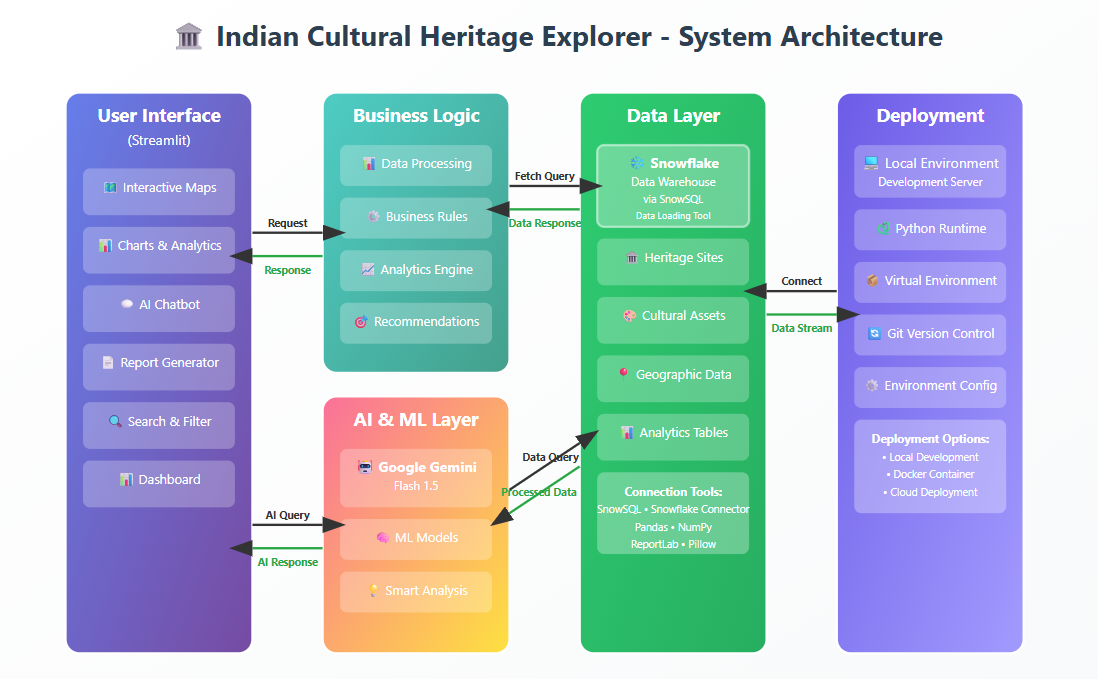 Indian Cultural Heritage Explorer - System Architecture
User Interface
(Streamlit)
Interactive Maps
Charts & Analytics
AI Chatbot
Report Generator
Search & Filter
Dashboard
Request
Response
AI Query
AI Response
Business Logic
Data Processing
Business Rules
Analytics Engine
Recommendations
AI & ML Layer
Google Gemini
Flash 1.5
ML Models
Smart Analysis
Fetch Query
Data Response
Data Query
Processed Data
Data Layer
Snowflake
Data Warehouse
via SnowSQL
Data Loading Tool
Heritage Sites
Cultural Assets
Geographic Data
Analytics Tables
Connection Tools:
SnowSQL • Snowflake Connector
Pandas • NumPy
ReportLab • Pillow
Connect
Data Stream
Deployment
Local Environment
Development Server
Python Runtime
Virtual Environment
Git Version Control
Environment Config
Deployment Options:
• Local Development
• Docker Container
• Cloud Deployment